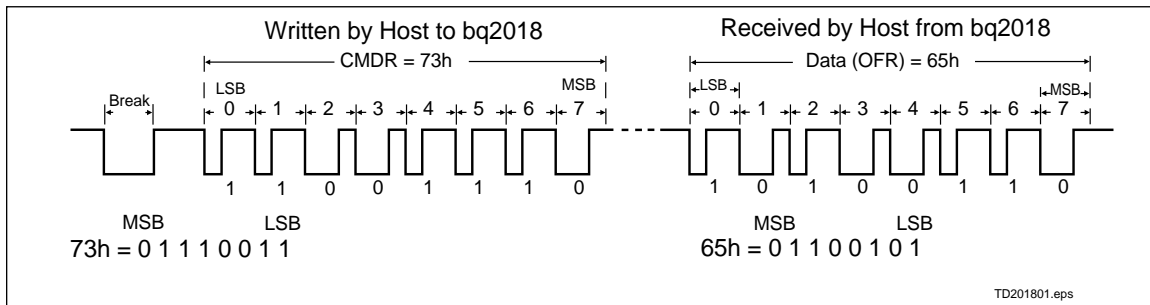 Written by Host to bq2018
CMDR = 73h
Break
LSB
MSB
0 1 2 3 4 5 6 7
1 1 0 0 1 1 1 0
MSB LSB
73h = 0 1 1 1 0 0 1 1
Received by Host from bq2018
Data (OFR) = 65h
LSB
MSB
0 1 2 3 4 5 6 7
1 0 1 0 0 1 1 0
MSB LSB
65h = 0 1 1 0 0 1 0 1
TD201801.eps